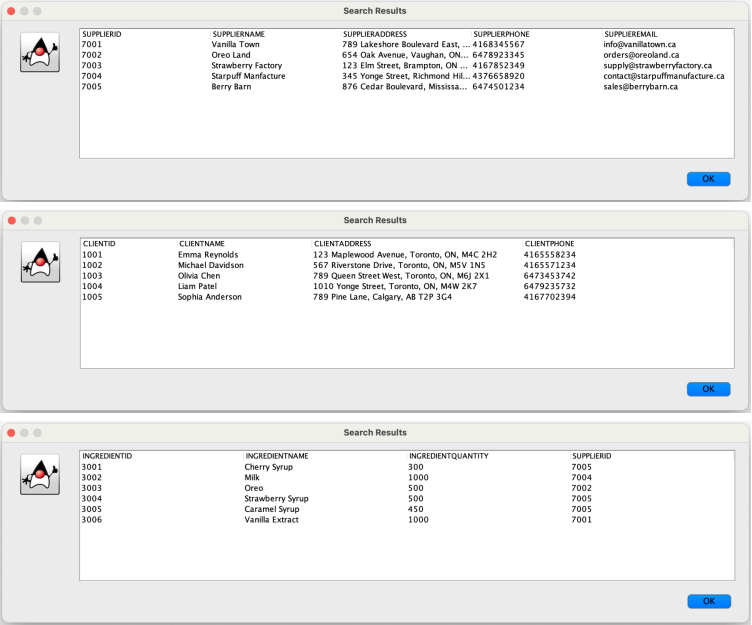 Search Results
SUPPLIERID SUPPLIERNAME SUPPLIERADDRESS SUPPLIERPHONE SUPPLIEREMAIL
7001 Vanilla Town 789 Lakeshore Boulevard East, ... 4168345567 info@vanillatown.ca
7002 Oreo Land 654 Oak Avenue, Vaughan, ON... 6478923345 orders@oreoland.ca
7003 Strawberry Factory 123 Elm Street, Brampton, ON ... 4167852349 supply@strawberryfactory.ca
7004 Starpuff Manfacture 345 Yonge Street, Richmond Hil... 4376658920 contact@starpuffmanufacture.ca
7005 Berry Barn 876 Cedar Boulevard, Mississa... 6474501234 sales@berrybarn.ca
OK
Search Results
CLIENTID CLIENTNAME CLIENTADDRESS CLIENTPHONE
1001 Emma Reynolds 123 Maplewood Avenue, Toronto, ON, M4C 2H2 4165558234
1002 Michael Davidson 567 Riverstone Drive, Toronto, ON, M5V 1N5 4165571234
1003 Olivia Chen 789 Queen Street West, Toronto, ON, M6J 2X1 6473453742
1004 Liam Patel 1010 Yonge Street, Toronto, ON, M4W 2K7 6479235732
1005 Sophia Anderson 789 Pine Lane, Calgary, AB T2P 3G4 4167702394
OK
Search Results
INGREDIENTID INGREDIENTNAME INGREDIENTQUANTITY SUPPLIERID
3001 Cherry Syrup 300 7005
3002 Milk 1000 7004
3003 Oreo 500 7002
3004 Strawberry Syrup 500 7005
3005 Caramel Syrup 450 7005
3006 Vanilla Extract 1000 7001
OK